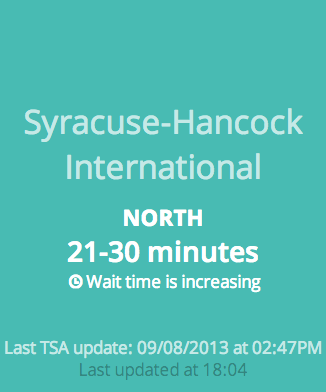 Syracuse-Hancock
International
NORTH
21-30 minutes
Wait time is increasing
Last TSA update: 09/08/2013 at 02:47PM
Last updated at 18:04